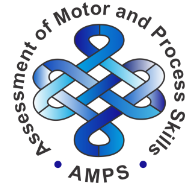 Assessment of Motor and Process Skills
• AMPS •